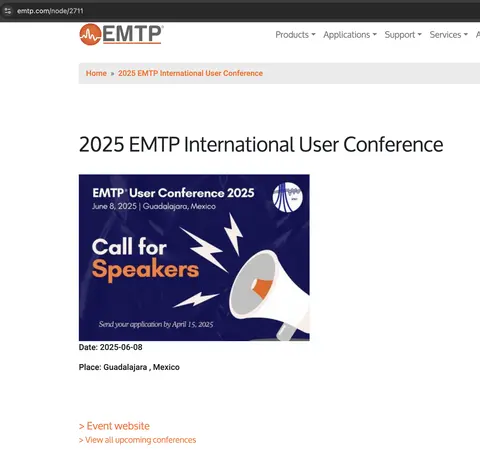 emtp.com/node/2711
EMTP®
Products Applications Support Services A
Home » 2025 EMTP International User Conference
2025 EMTP International User Conference
EMTP® User Conference 2025
June 8, 2025 | Guadalajara, Mexico
Call for
Speakers
Send your application by April 15, 2025
Date: 2025-06-08
Place: Guadalajara , Mexico
> Event website
> View all upcoming conferences